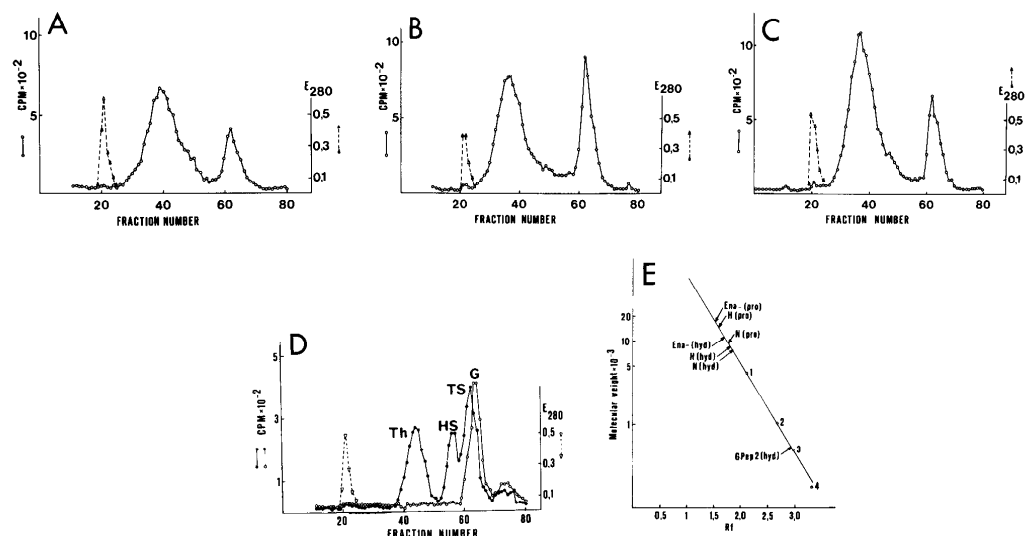 A
10
5
CPM×10⁻²
E280
0,5
0,3
0,1
20 40 60 80
FRACTION NUMBER
B
10
5
CPM×10⁻²
E280
0,5
0,3
0,1
20 40 60 80
FRACTION NUMBER
C
10
5
CPM×10⁻²
E280
0,5
0,3
0,1
20 40 60 80
FRACTION NUMBER
D
5
3
1
CPM×10⁻²
Th
HS
TS
G
E280
0,5
0,3
0,1
20 40 60 80
FRACTION NUMBER
E
20
10
5
1
Molecular weight×10⁻³
Ena-(pro)
H (pro)
N (pro)
Ena-(hyd)
H (hyd)
N (hyd)
1
2
3
GPep2 (hyd)
4
0,5 1 1,5 2,0 2,5 3,0
Rf